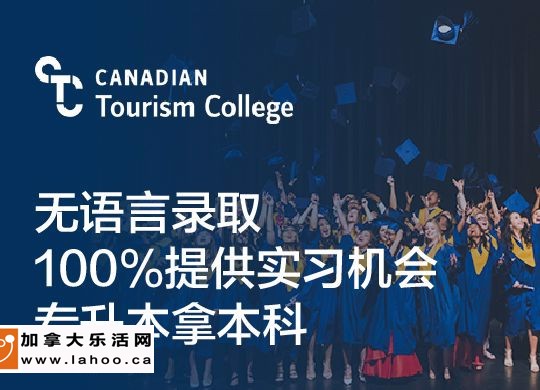 CTC
CANADIAN
Tourism College
无语言录取
100%提供实习机会
专升本拿本科
加拿大乐活网
www.lahoo.ca